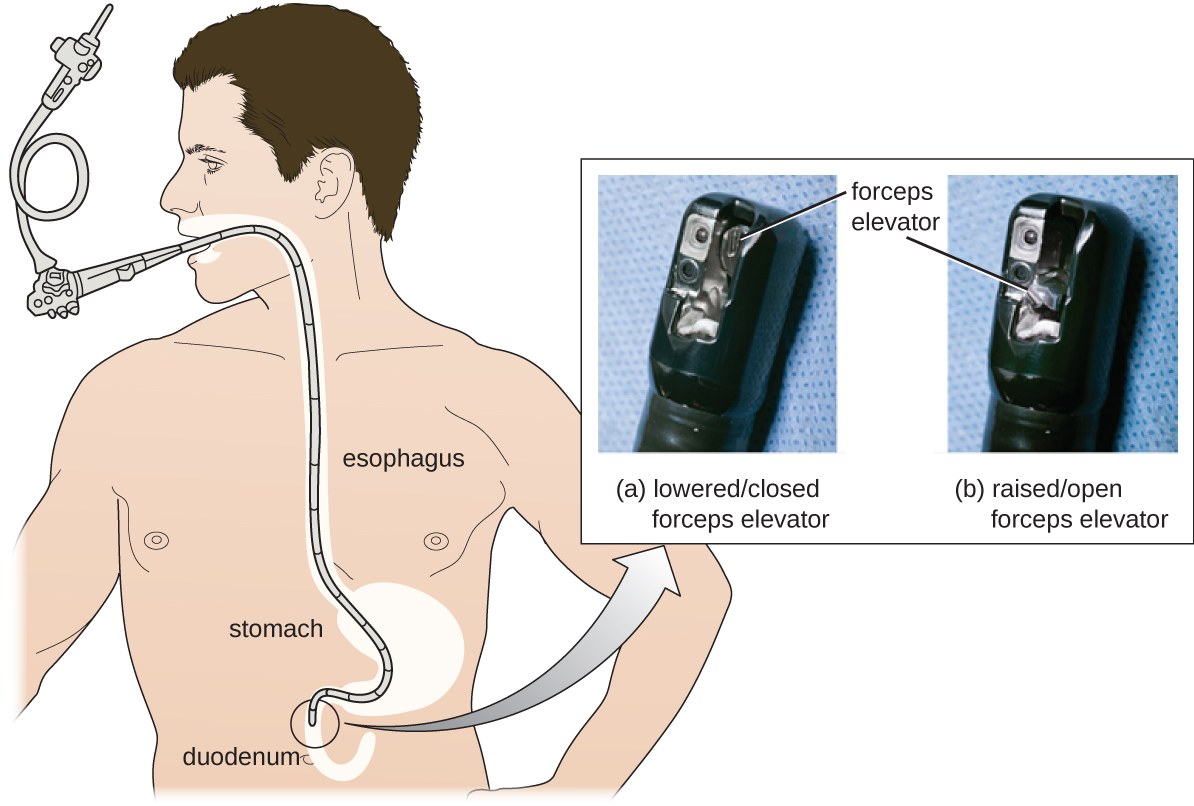 forceps
elevator
esophagus
(a) lowered/closed
forceps elevator
(b) raised/open
forceps elevator
stomach
duodenum